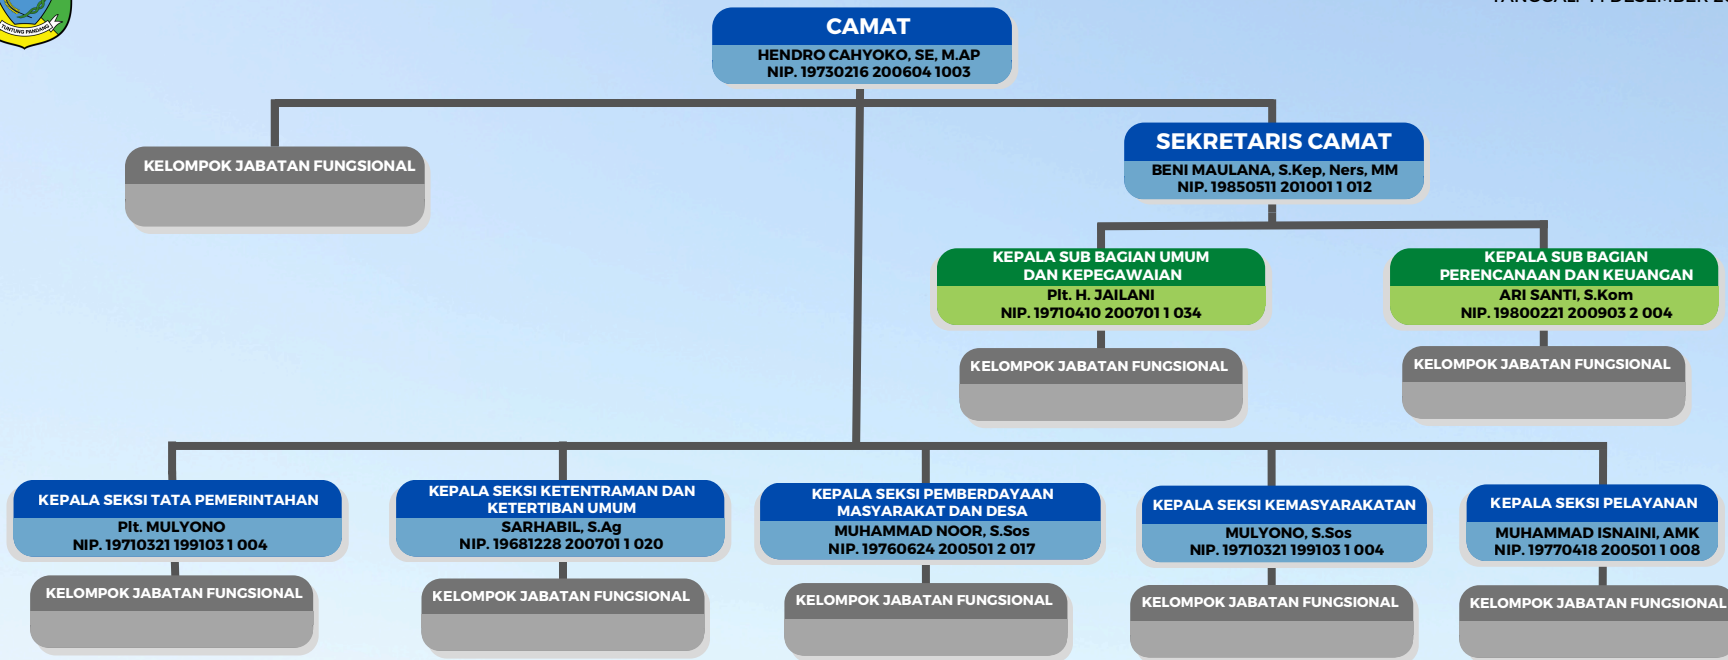 TUNTUNG PANDANG
CAMAT
HENDRO CAHYOKO, SE, M.AP
NIP. 19730216 200604 1003
KELOMPOK JABATAN FUNGSIONAL
SEKRETARIS CAMAT
BENI MAULANA, S.Kep, Ners, MM
NIP. 19850511 201001 1 012
KEPALA SUB BAGIAN UMUM
DAN KEPEGAWAIAN
Plt. H. JAILANI
NIP. 19710410 200701 1 034
KELOMPOK JABATAN FUNGSIONAL
KEPALA SUB BAGIAN
PERENCANAAN DAN KEUANGAN
ARI SANTI, S.Kom
NIP. 19800221 200903 2 004
KELOMPOK JABATAN FUNGSIONAL
KEPALA SEKSI TATA PEMERINTAHAN
Plt. MULYONO
NIP. 19710321 199103 1 004
KELOMPOK JABATAN FUNGSIONAL
KEPALA SEKSI KETENTRAMAN DAN
KETERTIBAN UMUM
SARHABIL, S.Ag
NIP. 19681228 200701 1 020
KELOMPOK JABATAN FUNGSIONAL
KEPALA SEKSI PEMBERDAYAAN
MASYARAKAT DAN DESA
MUHAMMAD NOOR, S.Sos
NIP. 19760624 200501 2 017
KELOMPOK JABATAN FUNGSIONAL
KEPALA SEKSI KEMASYARAKATAN
MULYONO, S.Sos
NIP. 19710321 199103 1 004
KELOMPOK JABATAN FUNGSIONAL
KEPALA SEKSI PELAYANAN
MUHAMMAD ISNAINI, AMK
NIP. 19770418 200501 1 008
KELOMPOK JABATAN FUNGSIONAL